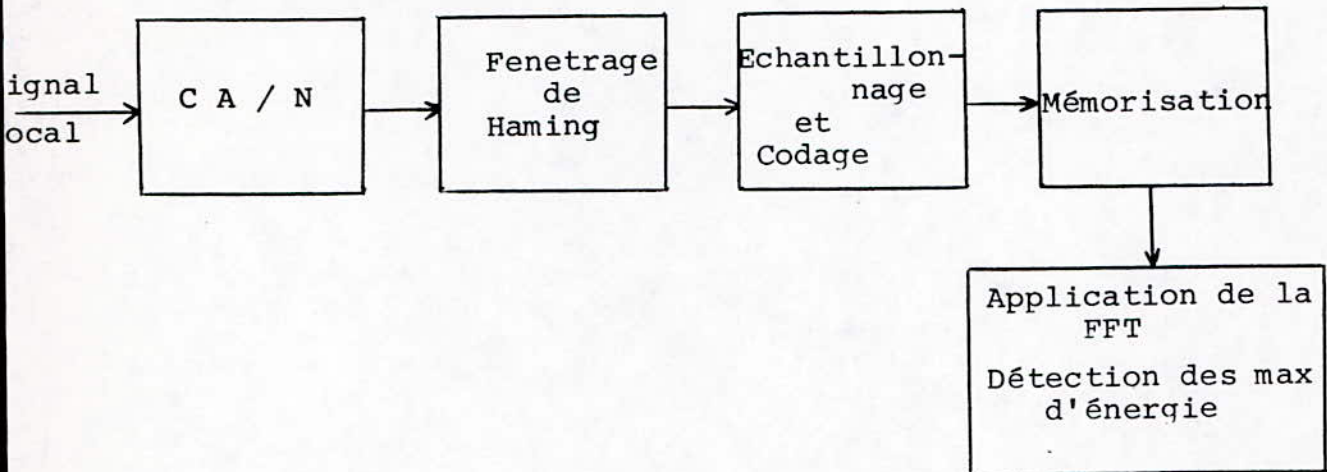 ignal
ocal
C A / N
Fenetrage
de
Haming
Echantillon-
nage
et
Codage
Mémorisation
Application de la
FFT
Détection des max
d'énergie